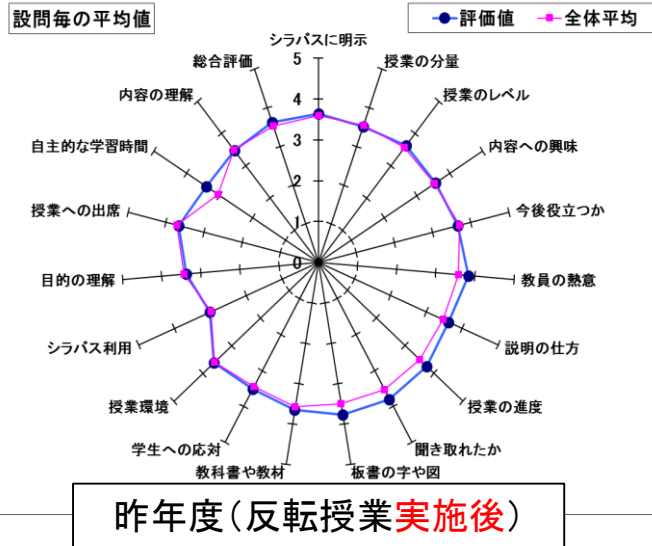 設問毎の平均値
評価値 全体平均
シラバスに明示
授業の分量
授業のレベル
内容への興味
今後役立つか
教員の熱意
説明の仕方
授業の進度
聞き取れたか
板書の字や図
教科書や教材
学生への応対
授業環境
シラバス利用
目的の理解
授業への出席
自主的な学習時間
内容の理解
総合評価
5
4
3
2
1
0
昨年度(反転授業実施後)